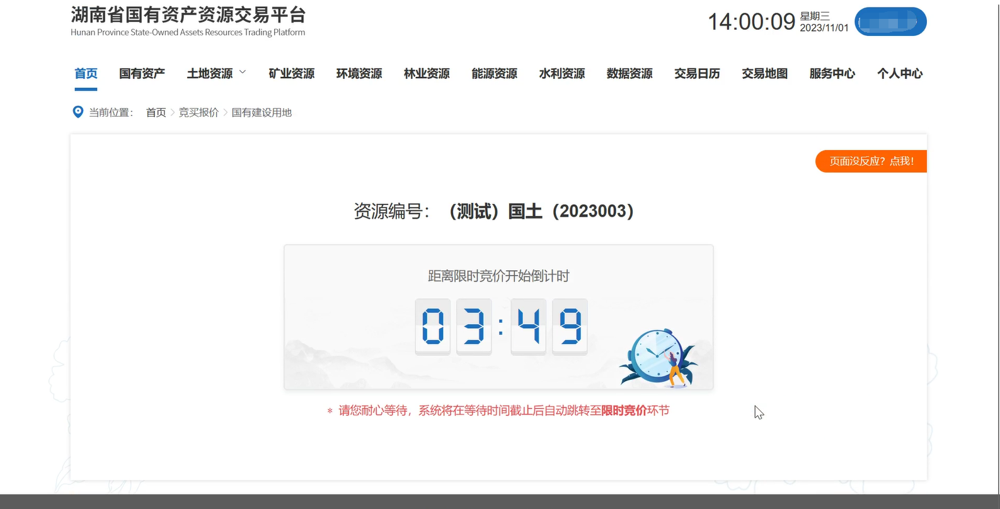 湖南省国有资产资源交易平台
Hunan Province State-Owned Assets Resources Trading Platform
14:00:09
星期三
2023/11/01
首页 国有资产 土地资源 矿业资源 环境资源 林业资源 能源资源 水利资源 数据资源 交易日历 交易地图 服务中心 个人中心
当前位置： 首页 > 竞买报价 > 国有建设用地
页面没反应？点我！
资源编号：（测试）国土（2023003）
距离限时竞价开始倒计时
03:49
* 请您耐心等待，系统将在等待时间截止后自动跳转至限时竞价环节